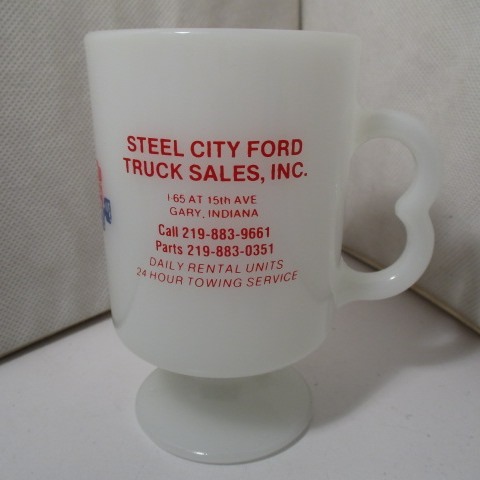 STEEL CITY FORD
TRUCK SALES, INC.
I-65 AT 15th AVE
GARY, INDIANA
Call 219-883-9661
Parts 219-883-0351
DAILY RENTAL UNITS
24 HOUR TOWING SERVICE